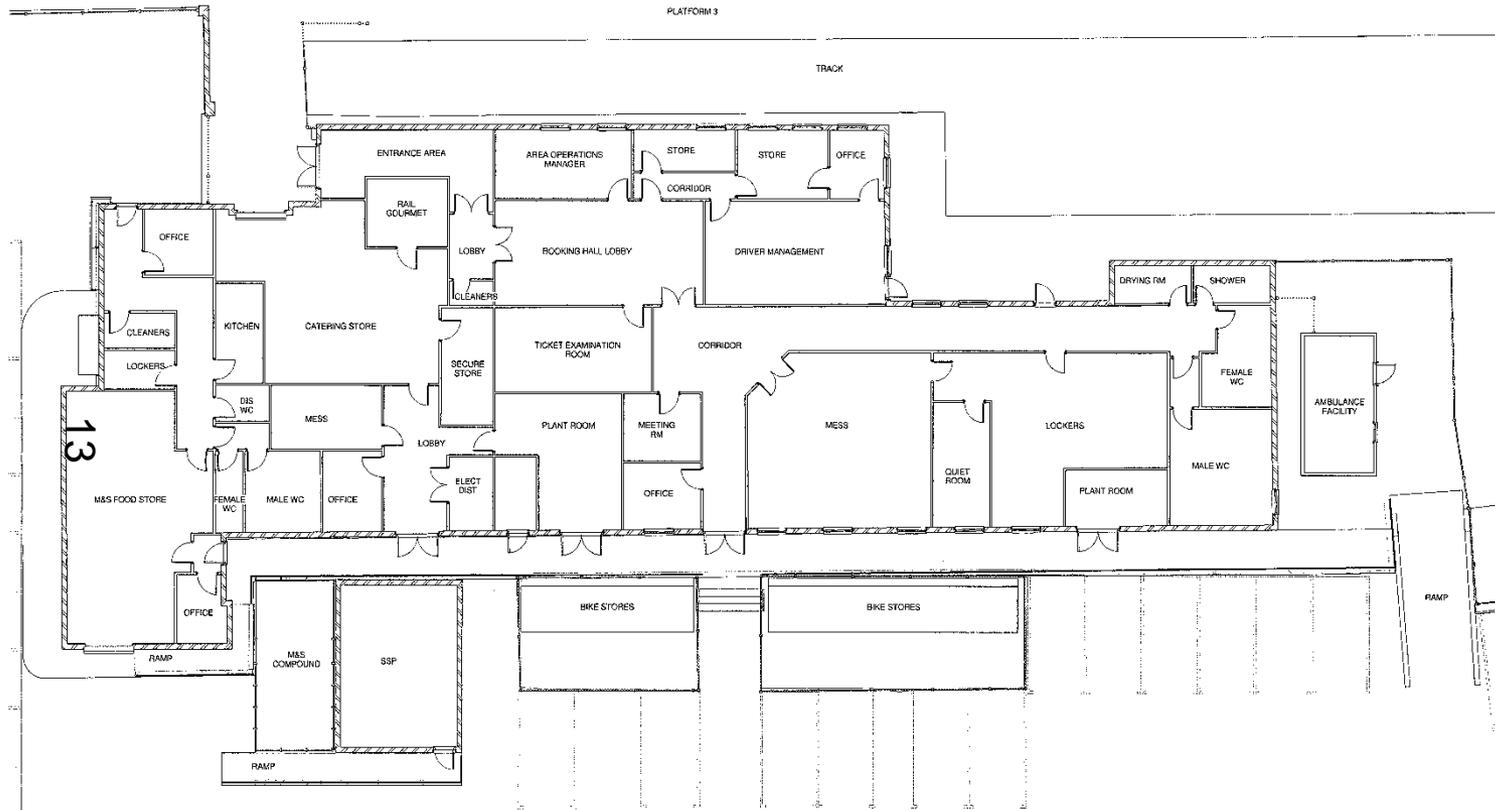 PLATFORM 3
TRACK
ENTRANCE AREA
AREA OPERATIONS
MANAGER
STORE
STORE
OFFICE
CORRIDOR
RAIL
GOURMET
OFFICE
LOBBY
BOOKING HALL LOBBY
DRIVER MANAGEMENT
DRYING RM
SHOWER
CLEANERS
KITCHEN
CATERING STORE
CLEANERS
TICKET EXAMINATION
ROOM
CORRIDOR
SECURE
STORE
LOCKERS
FEMALE
WC
DIS
WC
AMBULANCE
FACILITY
13
MESS
LOBBY
PLANT ROOM
MEETING
RM
MESS
LOCKERS
MALE WC
M&S FOOD STORE
FEMALE
WC
MALE WC
OFFICE
ELECT
DIST
OFFICE
QUIET
ROOM
PLANT ROOM
OFFICE
BIKE STORES
BIKE STORES
RAMP
RAMP
M&S
COMPOUND
SSP
RAMP